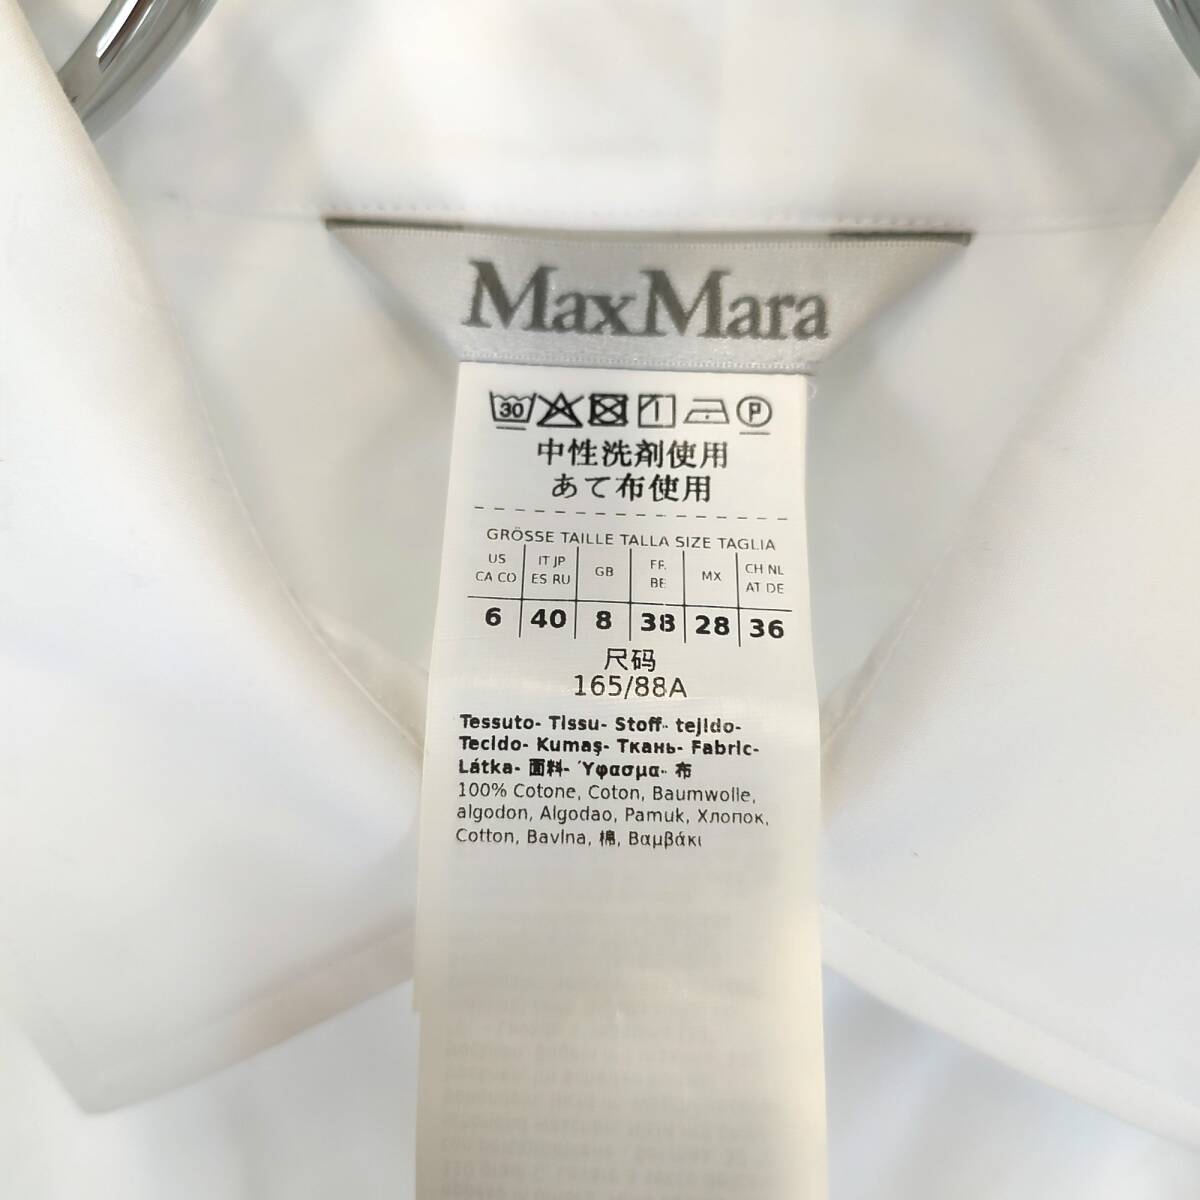 MaxMara
30 P
中性洗剤使用
あて布使用
GRÖSSE TAILLE TALLA SIZE TAGLIA
US CA CO IT JP ES RU GB FR BE MX CH NL AT DE
6 40 8 38 28 36
尺码
165/88A
Tessuto- Tissu- Stoff- tejido-
Tecido- Kumaş- Ткань- Fabric-
Látka- 面料- Ύφασμα- 布
100% Cotone, Coton, Baumwolle,
algodon, Algodao, Pamuk, Хлопок,
Cotton, Bavlna, 棉, Βαμβάκι